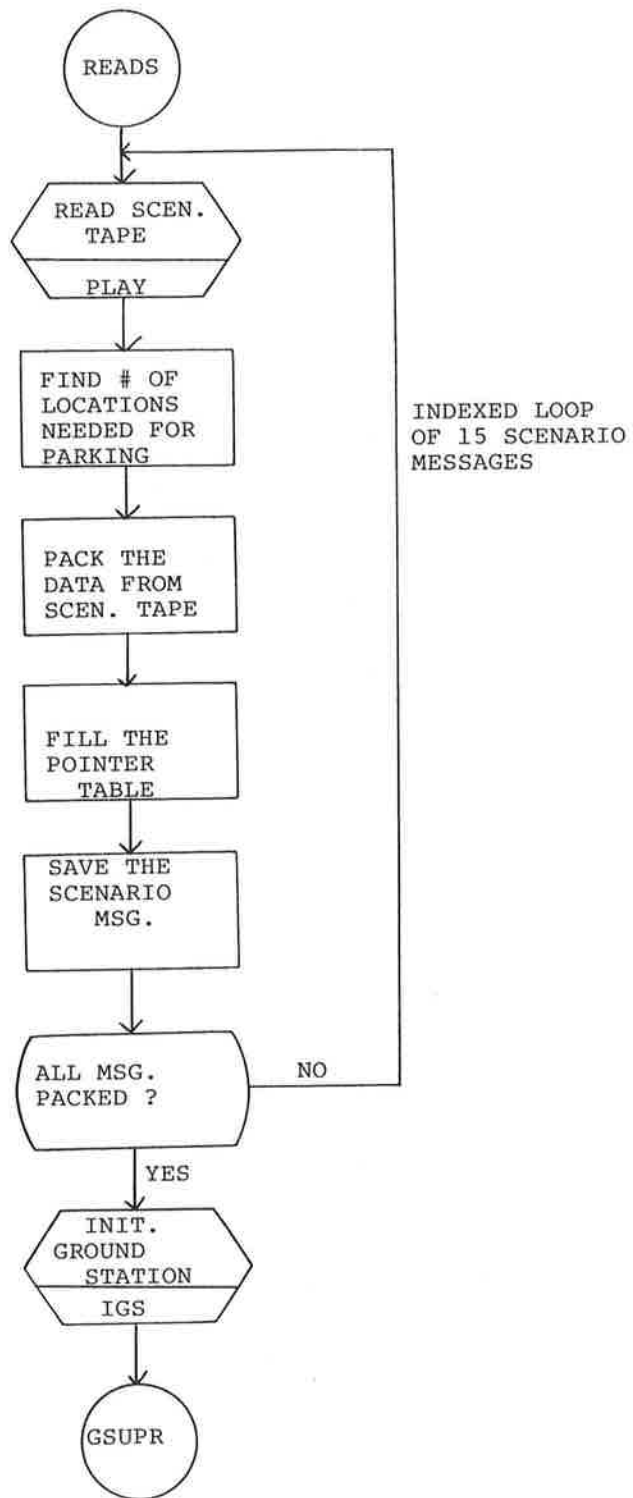 READS
READ SCEN.
TAPE
PLAY
FIND # OF
LOCATIONS
NEEDED FOR
PARKING
INDEXED LOOP
OF 15 SCENARIO
MESSAGES
PACK THE
DATA FROM
SCEN. TAPE
FILL THE
POINTER
TABLE
SAVE THE
SCENARIO
MSG.
ALL MSG.
PACKED ?
NO
YES
INIT.
GROUND
STATION
IGS
GSUPR